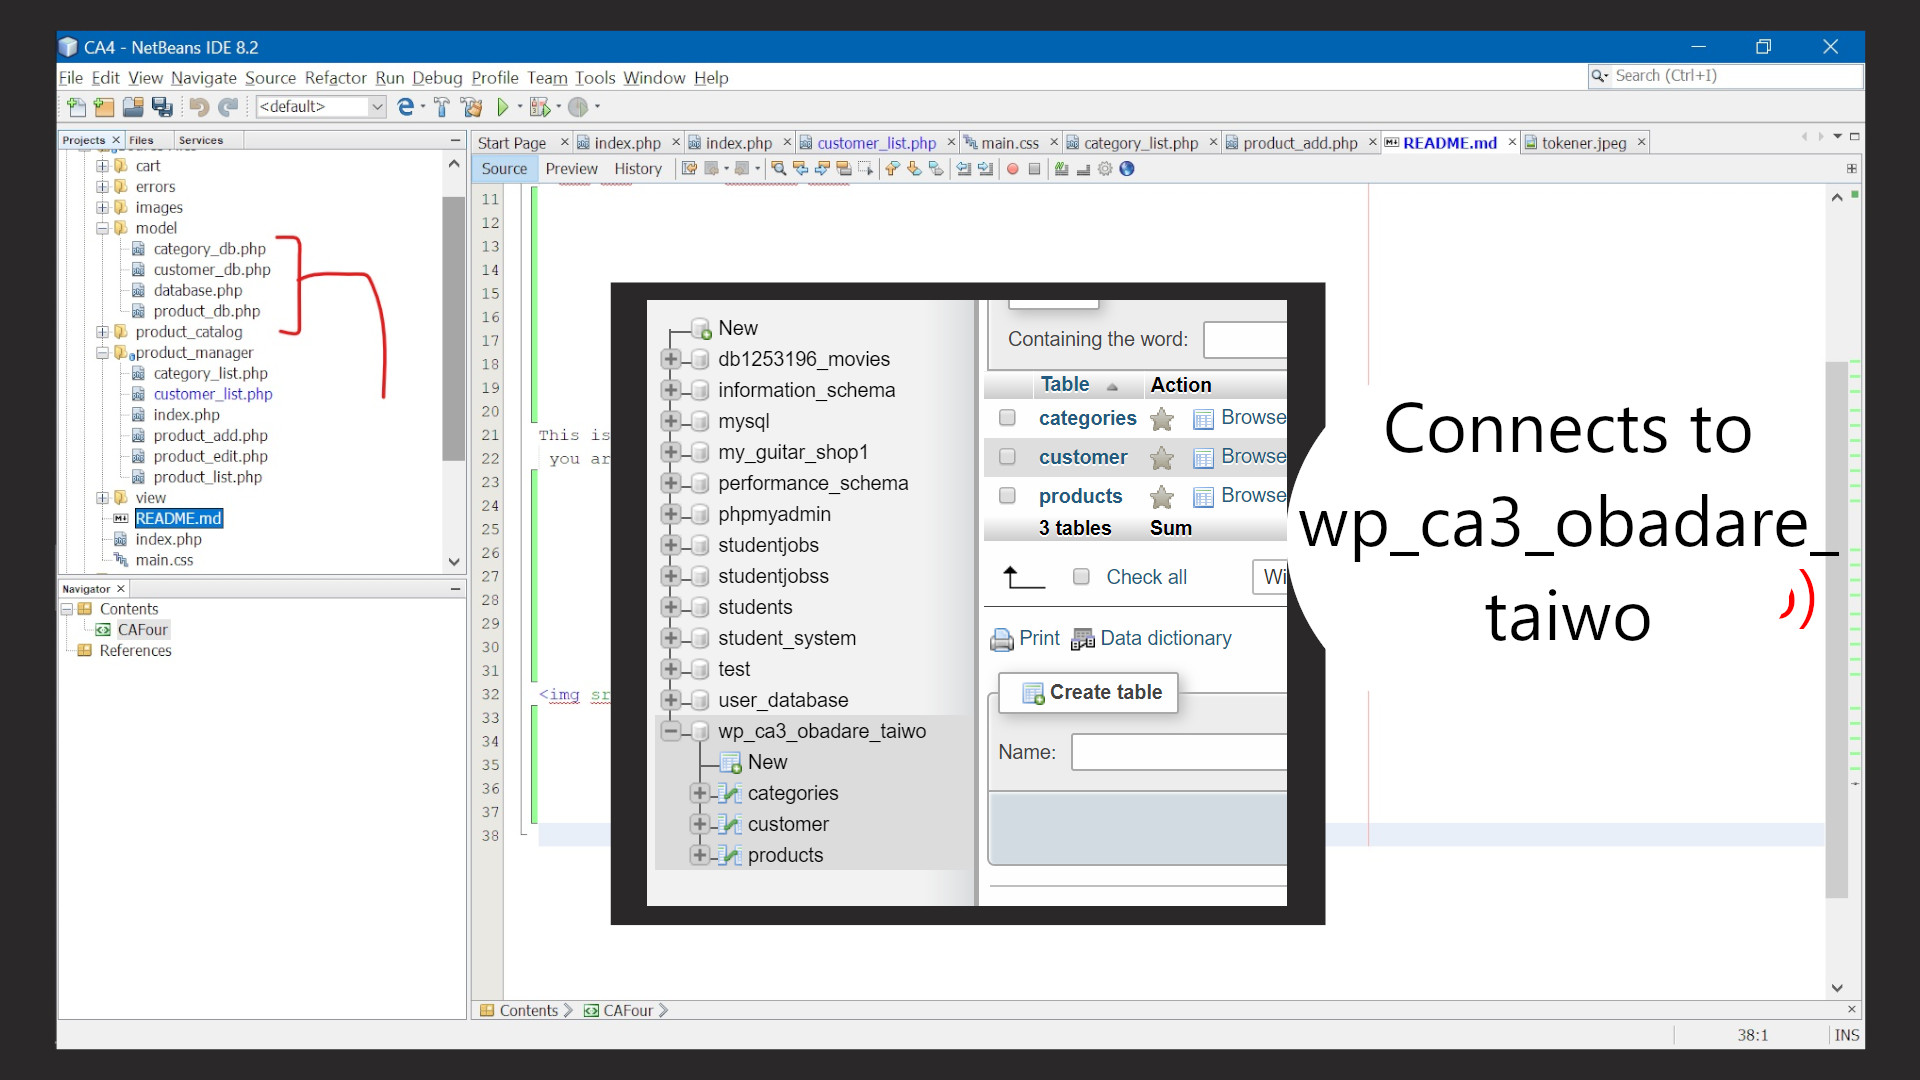 CA4 - NetBeans IDE 8.2
File Edit View Navigate Source Refactor Run Debug Profile Team Tools Window Help
Search (Ctrl+I)
<default>
Projects Files Services
cart
errors
images
model
category_db.php
customer_db.php
database.php
product_db.php
product_catalog
product_manager
category_list.php
customer_list.php
index.php
product_add.php
product_edit.php
product_list.php
view
README.md
index.php
main.css
Navigator
Contents
CAFour
References
Start Page index.php index.php customer_list.php main.css category_list.php product_add.php README.md tokener.jpeg
Source Preview History
11
12
13
14
15
16
17
18
19
20
21 This is
22 you ar
23
24
25
26
27
28
29
30
31
32 <img sr
33
34
35
36
37
38
New
db1253196_movies
information_schema
mysql
my_guitar_shop1
performance_schema
phpmyadmin
studentjobs
studentjobss
students
student_system
test
user_database
wp_ca3_obadare_taiwo
New
categories
customer
products
Containing the word:
Table Action
categories Browse
customer Browse
products Browse
3 tables Sum
Check all Wi
Print Data dictionary
Create table
Name:
Connects to
wp_ca3_obadare_
taiwo
Contents CAFour
38:1 INS